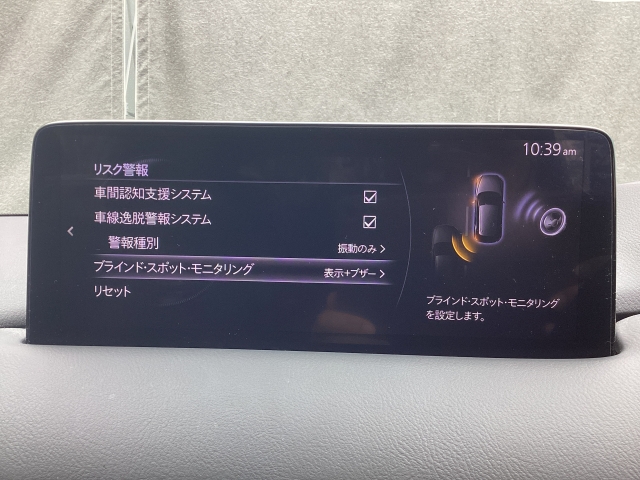 10:39am
リスク警報
車間認知支援システム
車線逸脱警報システム
警報種別 振動のみ
ブラインド・スポット・モニタリング 表示+ブザー
リセット
ブラインド・スポット・モニタリング
を設定します。